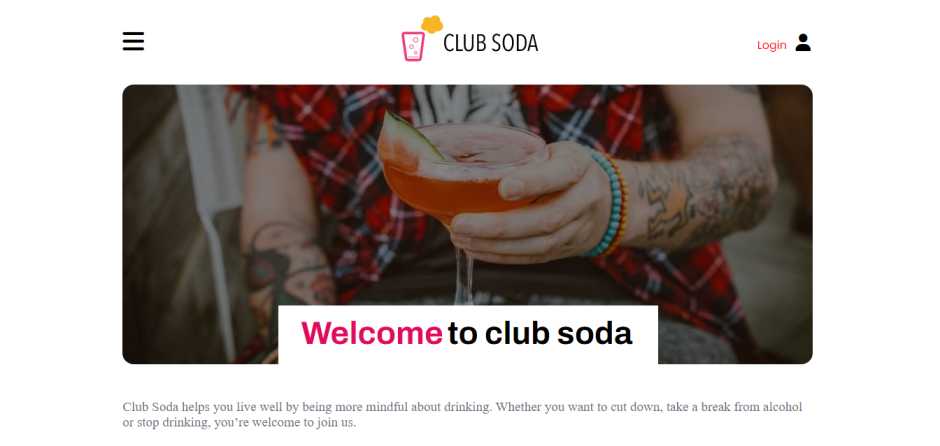 CLUB SODA
Login
Welcome to club soda
Club Soda helps you live well by being more mindful about drinking. Whether you want to cut down, take a break from alcohol
or stop drinking, you’re welcome to join us.